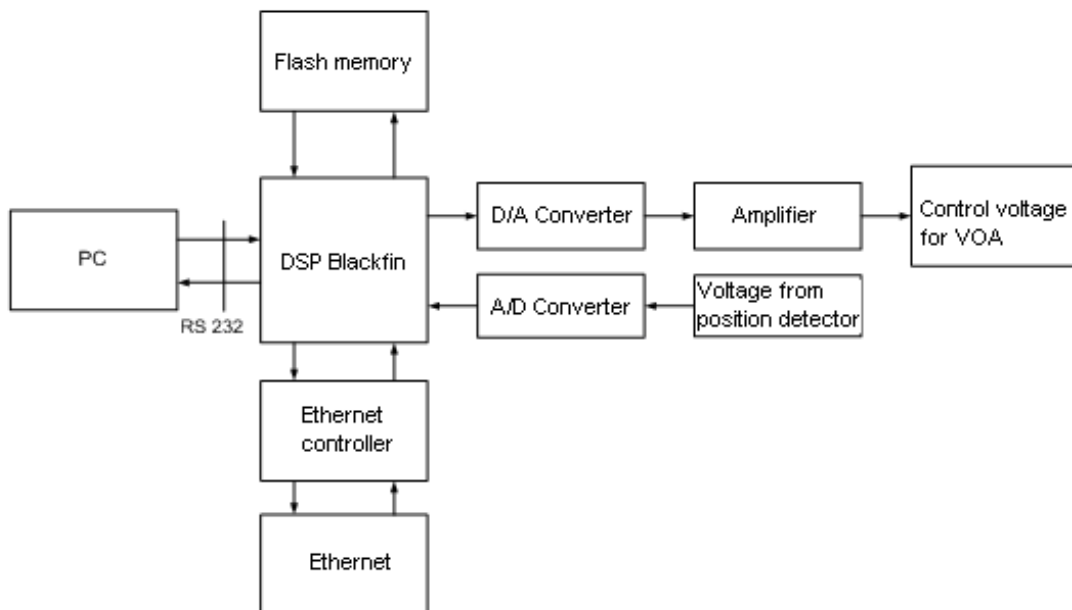 Flash memory
PC
RS 232
DSP Blackfin
D/A Converter
Amplifier
Control voltage
for VOA
A/D Converter
Voltage from
position detector
Ethernet
controller
Ethernet